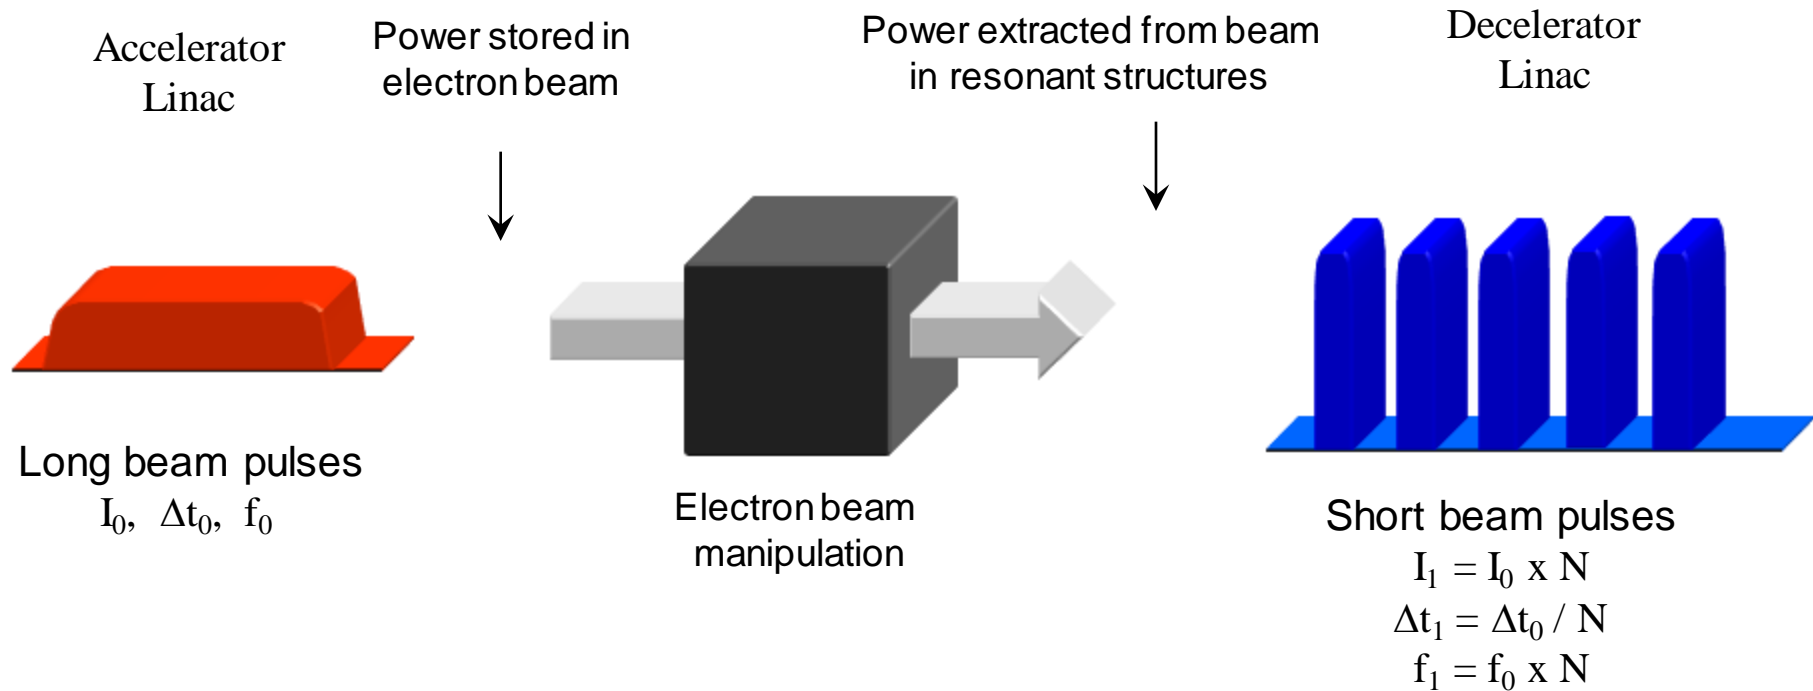 Accelerator
Linac
Power stored in
electron beam
Power extracted from beam
in resonant structures
Decelerator
Linac
Long beam pulses
I₀, Δt₀, f₀
Electron beam
manipulation
Short beam pulses
I₁ = I₀ x N
Δt₁ = Δt₀ / N
f₁ = f₀ x N